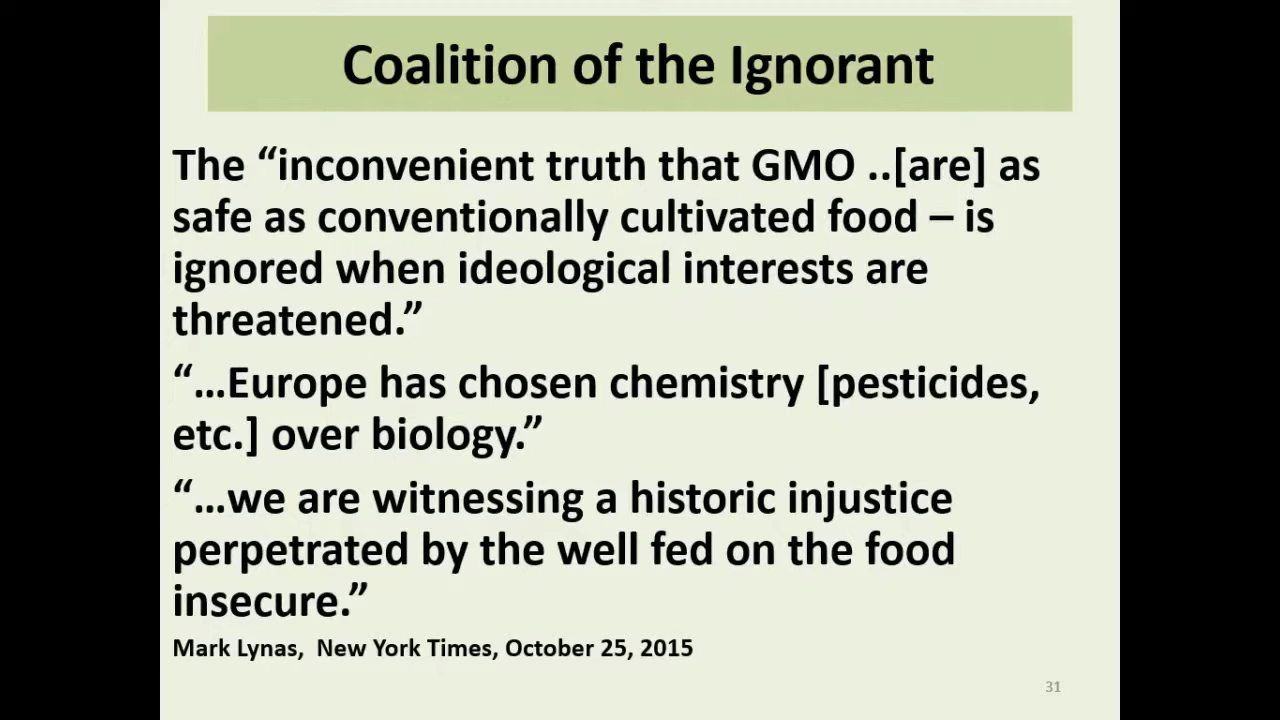 Coalition of the Ignorant
The “inconvenient truth that GMO ..[are] as
safe as conventionally cultivated food – is
ignored when ideological interests are
threatened.”
“…Europe has chosen chemistry [pesticides,
etc.] over biology.”
“…we are witnessing a historic injustice
perpetrated by the well fed on the food
insecure.”
Mark Lynas,  New York Times, October 25, 2015
31